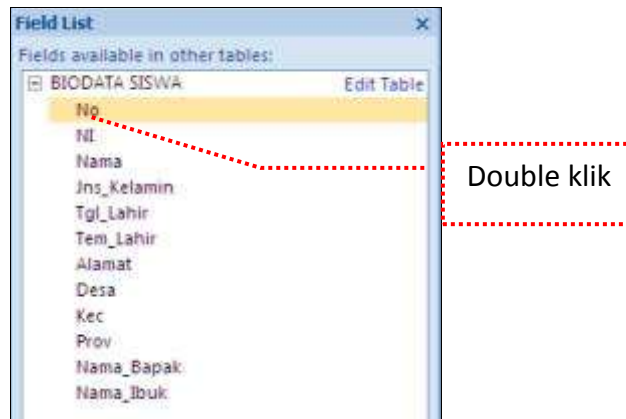 Field List
Fields available in other tables:
BIODATA SISWA Edit Table
No
NI
Nama
Jns_Kelamin
Tgl_Lahir
Tem_Lahir
Alamat
Desa
Kec
Prov
Nama_Bapak
Nama_Ibuk
Double klik